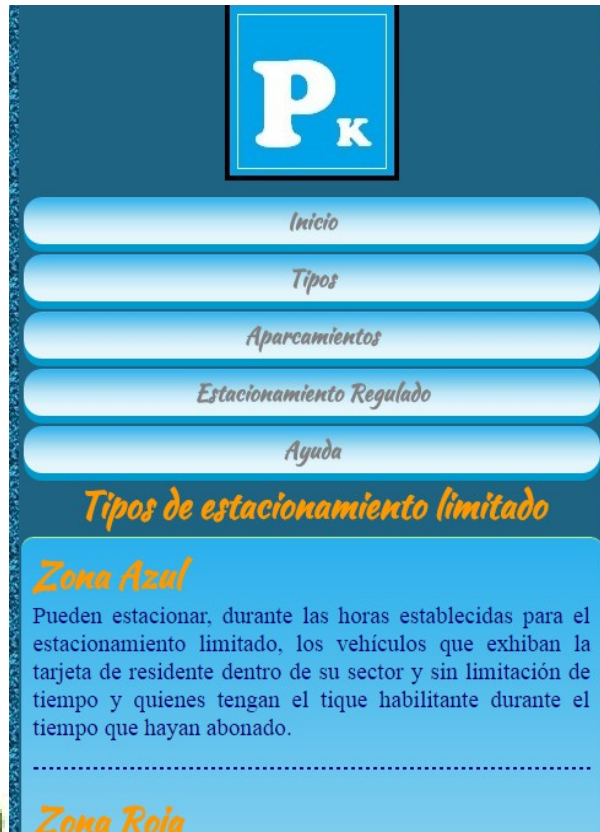 PK
Inicio
Tipos
Aparcamientos
Estacionamiento Regulado
Ayuda
Tipos de estacionamiento limitado
Zona Azul
Pueden estacionar, durante las horas establecidas para el
estacionamiento limitado, los vehículos que exhiban la
tarjeta de residente dentro de su sector y sin limitación de
tiempo y quienes tengan el tique habilitante durante el
tiempo que hayan abonado.
Zona Roja